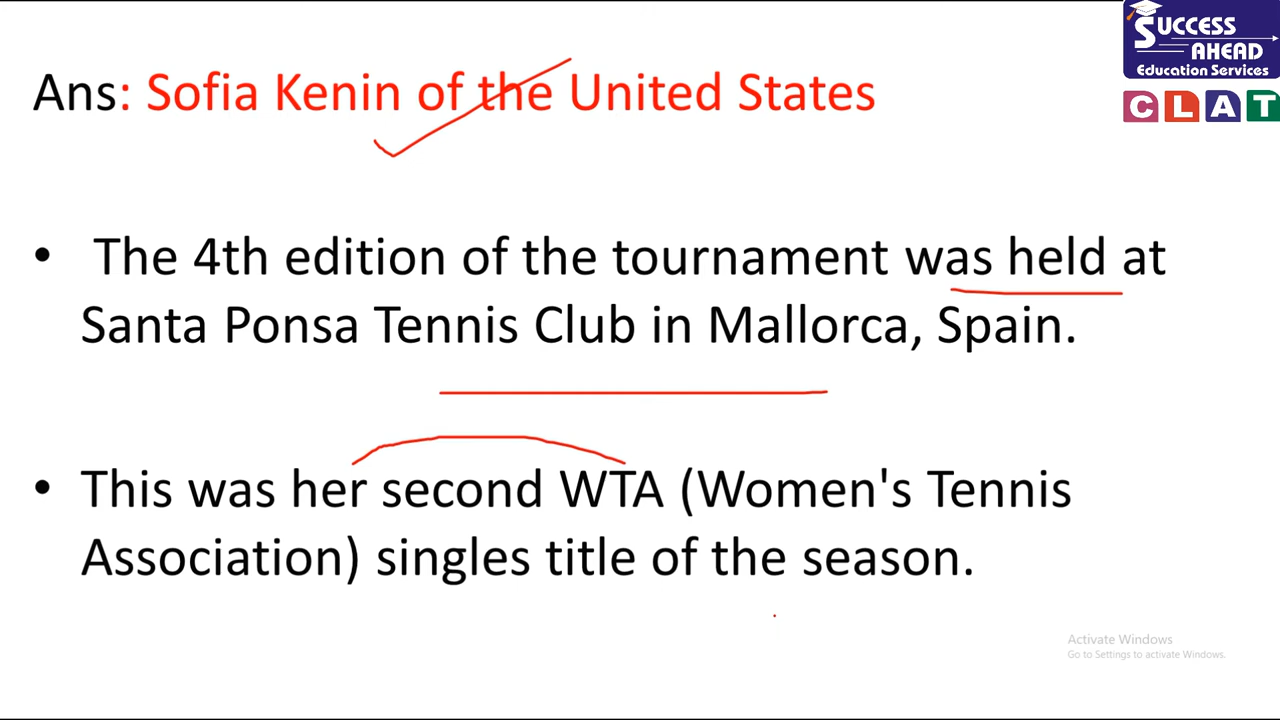 SUCCESS
AHEAD
Education Services
CLAT
Ans: Sofia Kenin of the United States
• The 4th edition of the tournament was held at
Santa Ponsa Tennis Club in Mallorca, Spain.
• This was her second WTA (Women's Tennis
Association) singles title of the season.
Activate Windows
Go to Settings to activate Windows.